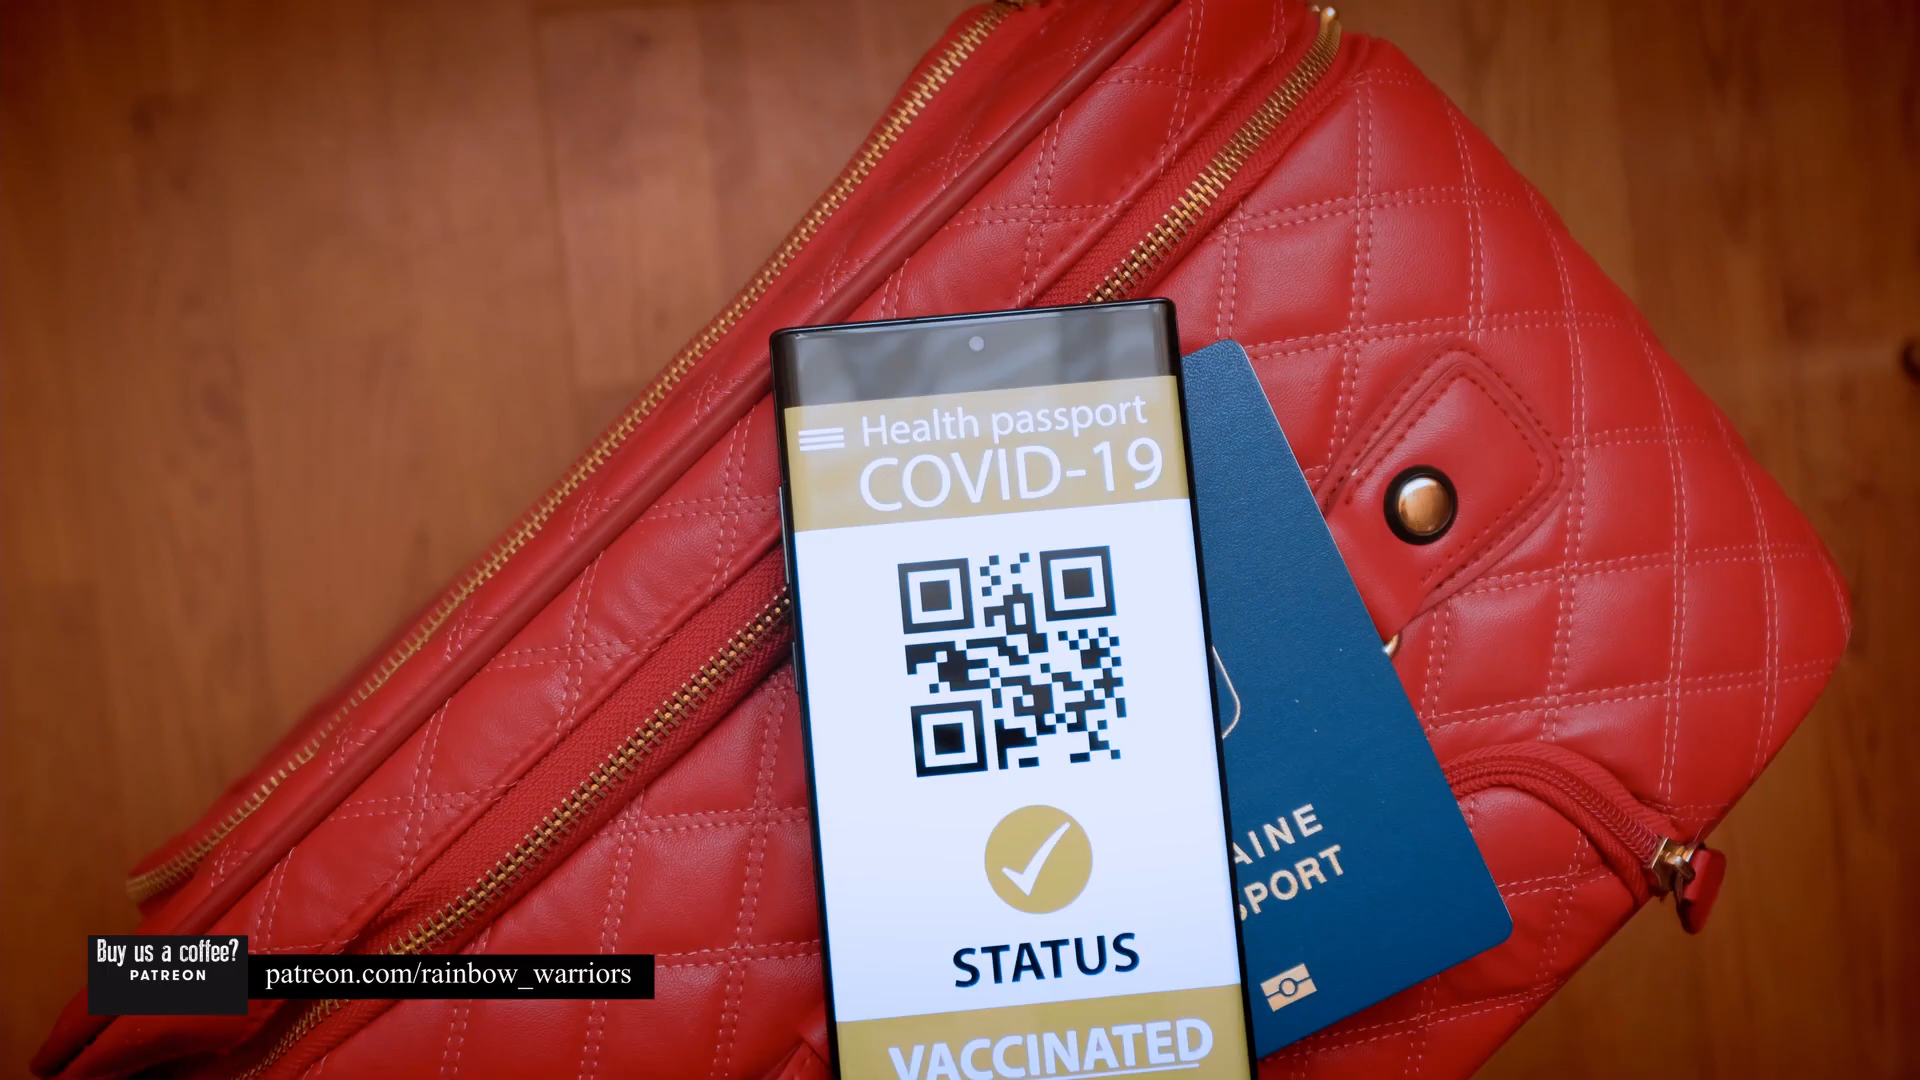 Health passport
COVID-19
STATUS
VACCINATED
AINE
SPORT
Buy us a coffee?
PATREON
patreon.com/rainbow_warriors